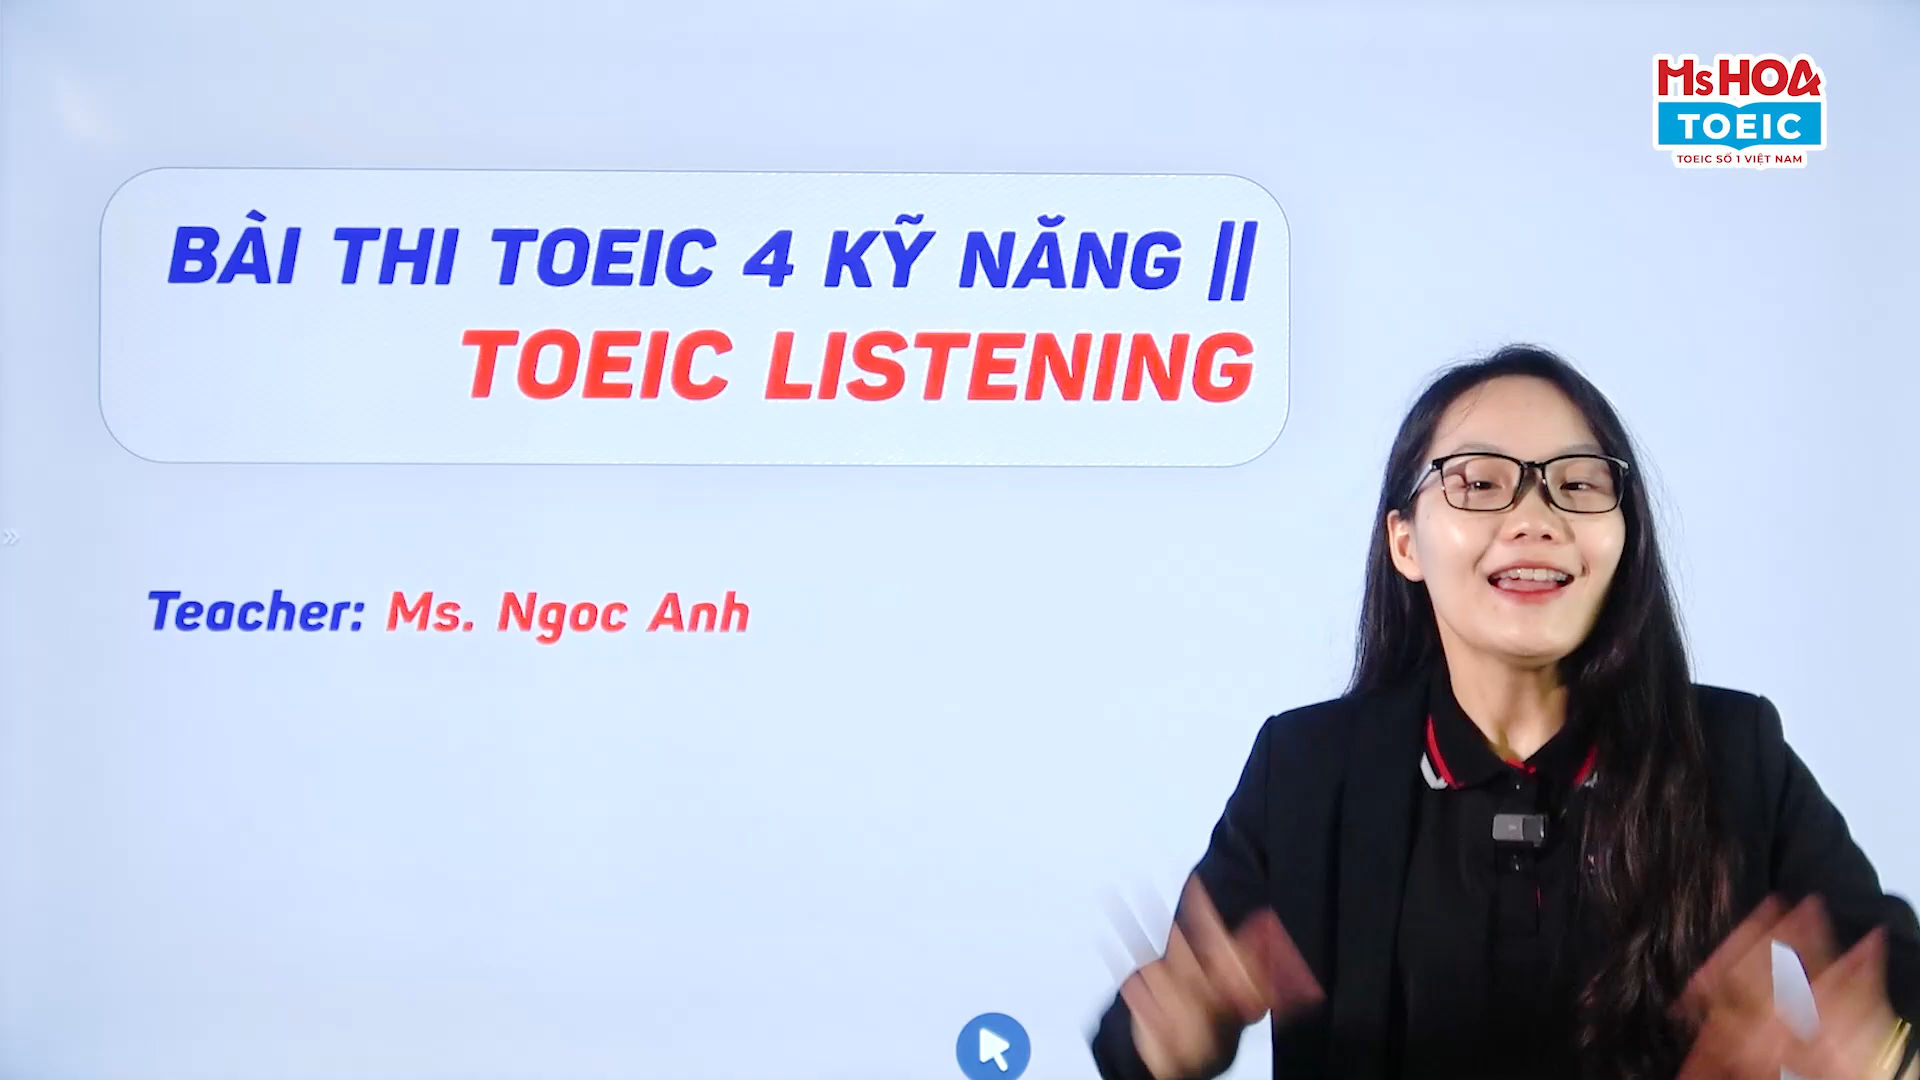 MsHOA
TOEIC
TOEIC SỐ 1 VIỆT NAM
BÀI THI TOEIC 4 KỸ NĂNG ||
TOEIC LISTENING
Teacher: Ms. Ngoc Anh